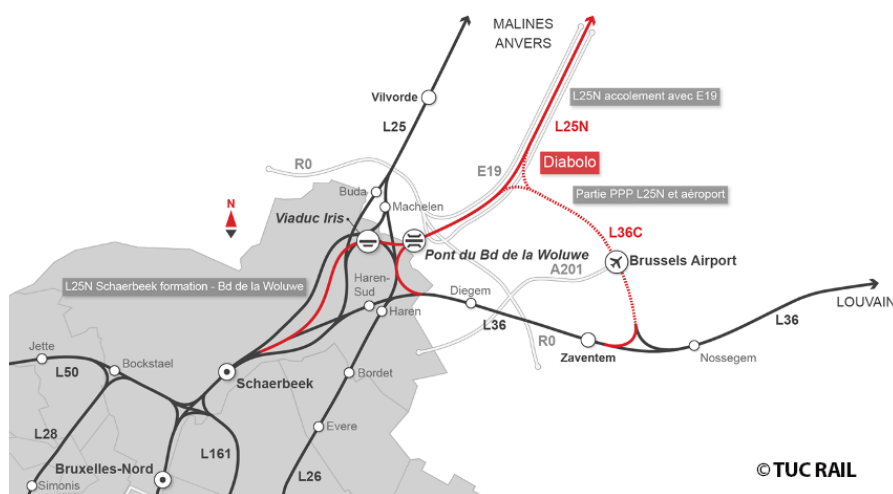 MALINES
ANVERS
Vilvorde
L25
L25N accolement avec E19
L25N
R0
E19
Diabolo
Buda
Partie PPP L25N et aéroport
N
Machelen
Viaduc Iris
L36C
Pont du Bd de la Woluwe
Brussels Airport
A201
L25N Schaerbeek formation - Bd de la Woluwe
Haren-
Sud
Diegem
LOUVAIN
Haren
L36
L36
R0
Jette
Zaventem
Nossegem
Bockstael
L50
Schaerbeek
Bordet
L28
Evere
L161
Bruxelles-Nord
L26
Simonis
© TUC RAIL